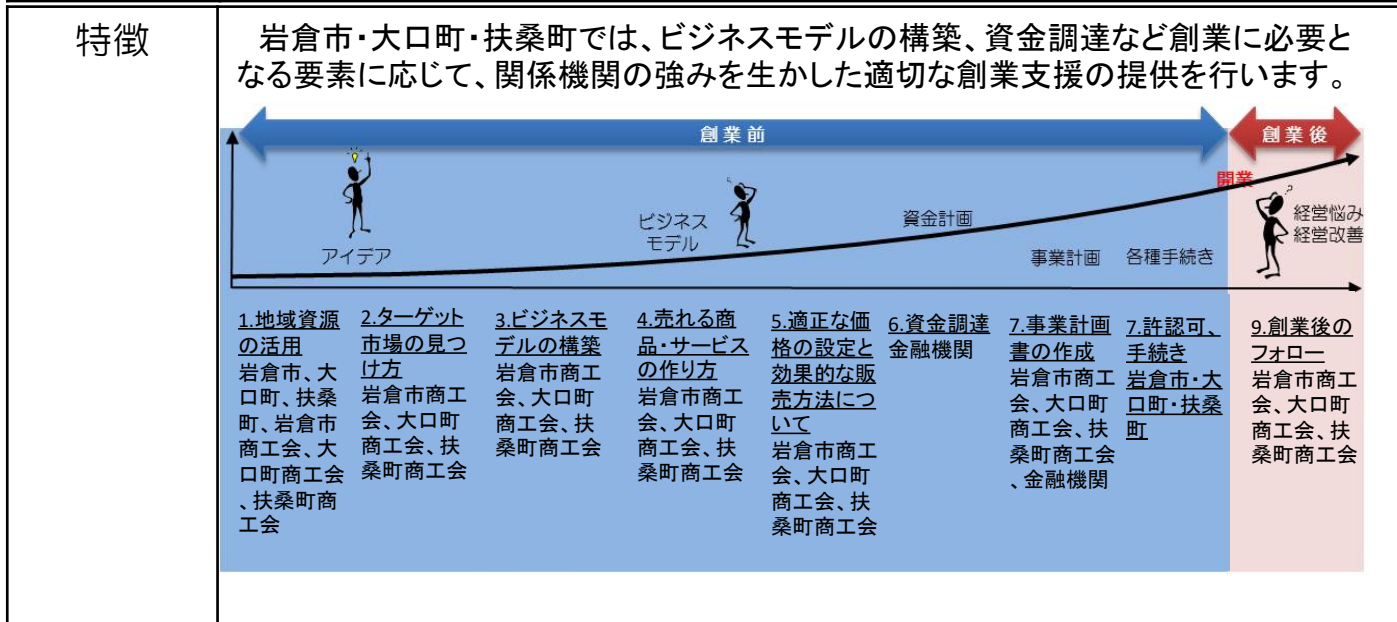 特徴
岩倉市・大口町・扶桑町では、ビジネスモデルの構築、資金調達など創業に必要と
なる要素に応じて、関係機関の強みを生かした適切な創業支援の提供を行います。
創業前
創業後
開業
アイデア
ビジネス
モデル
資金計画
事業計画
各種手続き
経営悩み
経営改善
1.地域資源
の活用
岩倉市、大
口町、扶桑
町、岩倉市
商工会、大
口町商工会
、扶桑町商
工会
2.ターゲット
市場の見つ
け方
岩倉市商工
会、大口町
商工会、扶
桑町商工会
3.ビジネスモ
デルの構築
岩倉市商工
会、大口町
商工会、扶
桑町商工会
4.売れる商
品・サービス
の作り方
岩倉市商工
会、大口町
商工会、扶
桑町商工会
5.適正な価
格の設定と
効果的な販
売方法につ
いて
岩倉市商工
会、大口町
商工会、扶
桑町商工会
6.資金調達
金融機関
7.事業計画
書の作成
岩倉市商工
会、大口町
商工会、扶
桑町商工会
、金融機関
7.許認可、
手続き
岩倉市・大
口町・扶桑
町
9.創業後の
フォロー
岩倉市商工
会、大口町
商工会、扶
桑町商工会